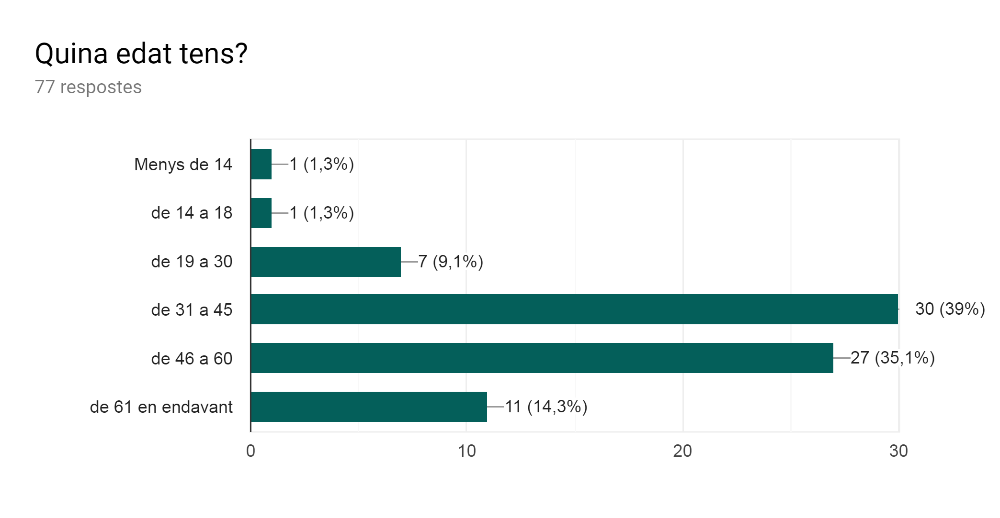 Quina edat tens?
77 respostes
Menys de 14 1 (1,3%)
de 14 a 18 1 (1,3%)
de 19 a 30 7 (9,1%)
de 31 a 45 30 (39%)
de 46 a 60 27 (35,1%)
de 61 en endavant 11 (14,3%)
0 10 20 30